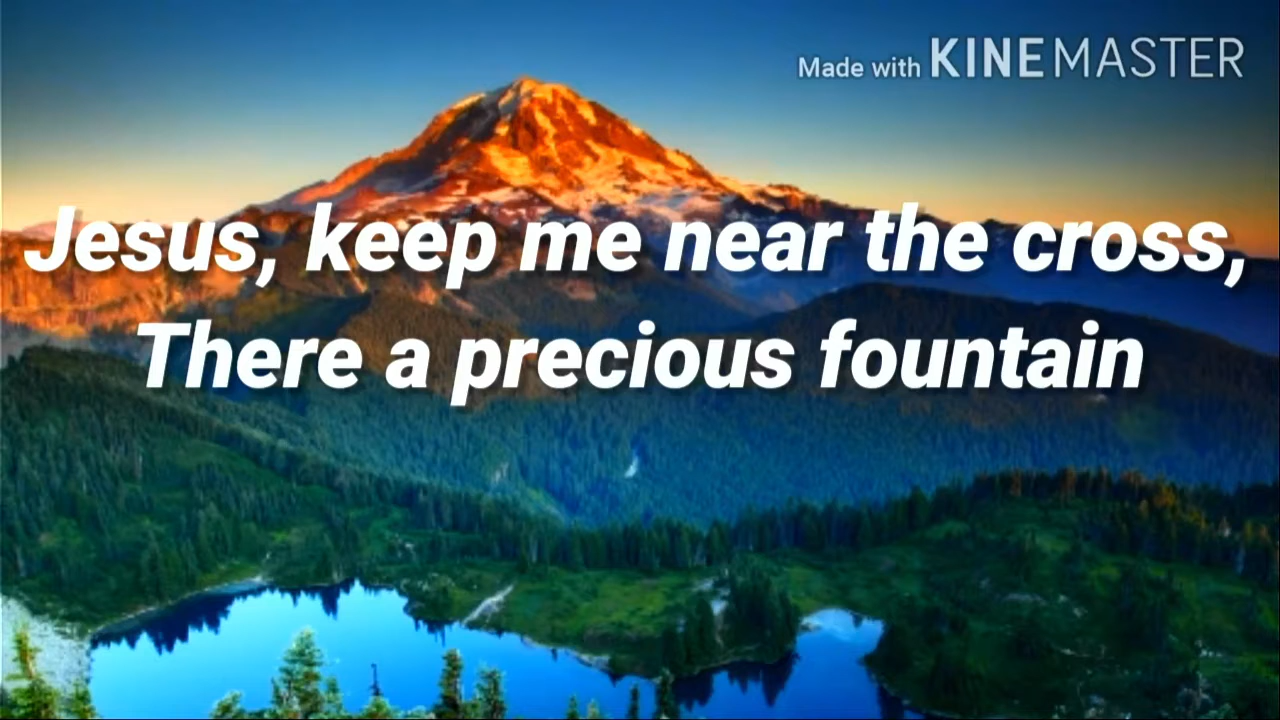 Made with KINEMASTER
Jesus, keep me near the cross,
There a precious fountain